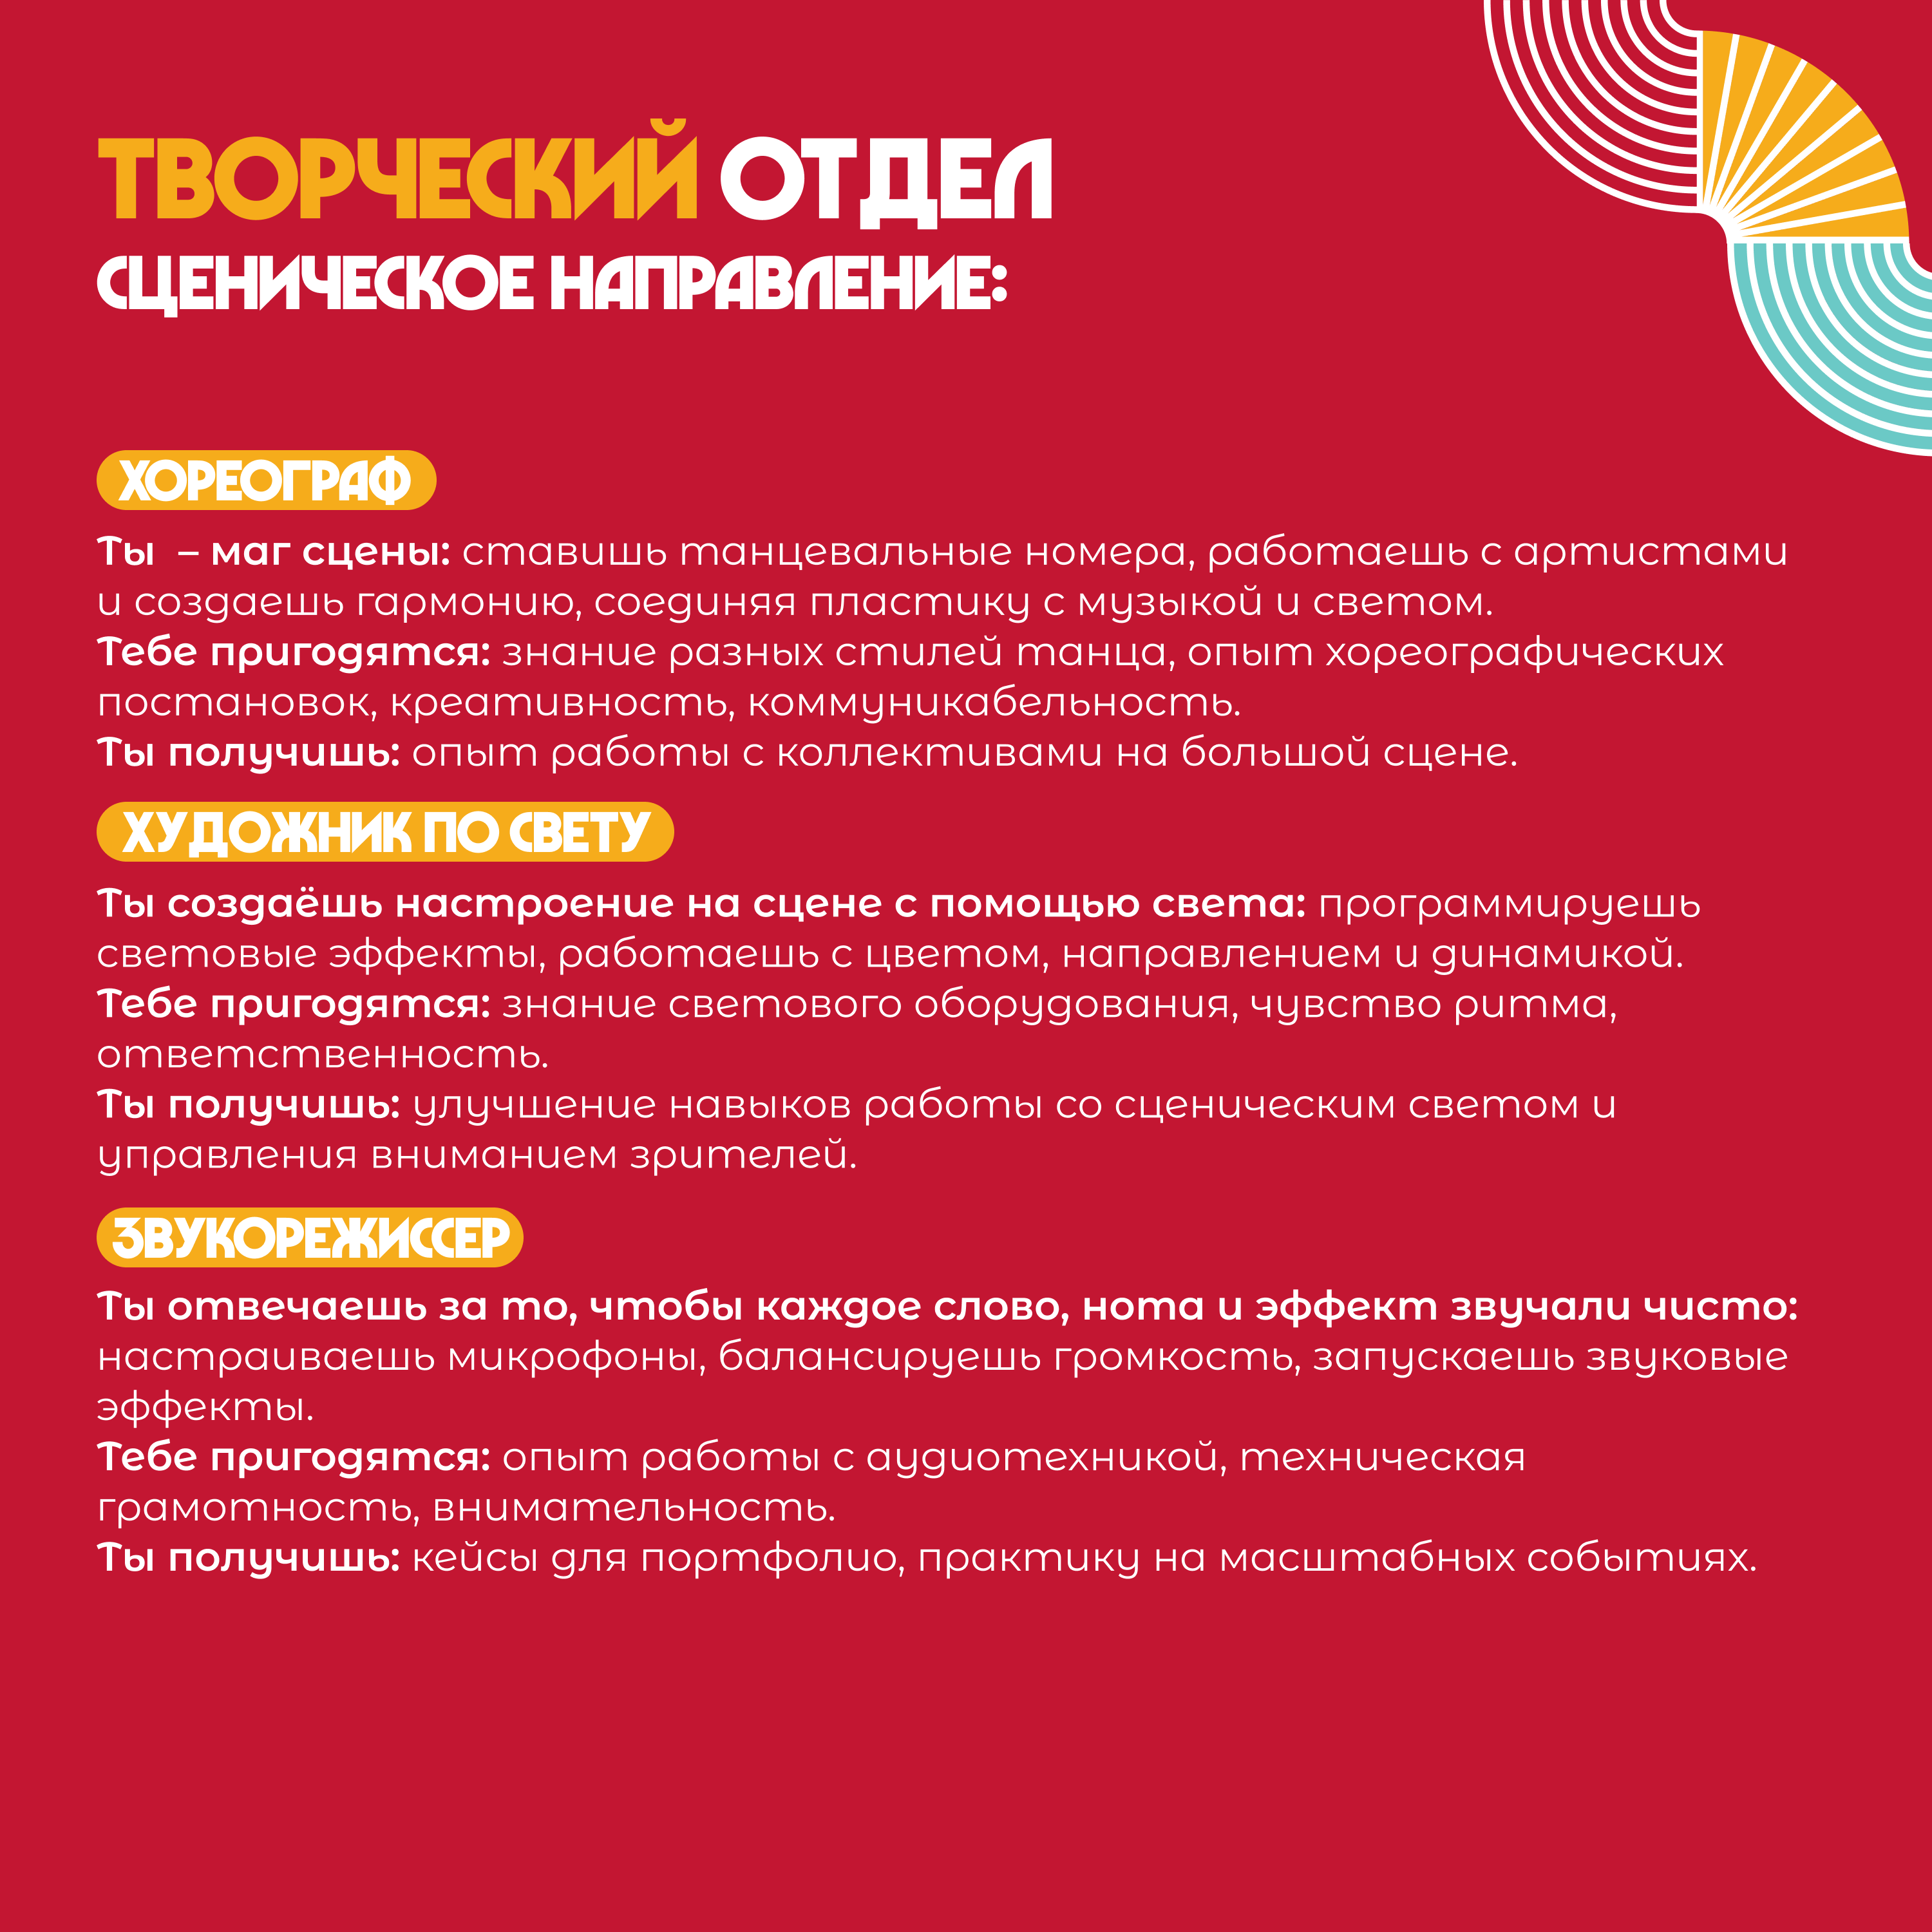 ТВОРЧЕСКИЙ ОТДЕЛ
СЦЕНИЧЕСКОЕ НАПРАВЛЕНИЕ:
ХОРЕОГРАФ
Ты – маг сцены: ставишь танцевальные номера, работаешь с артистами
и создаешь гармонию, соединяя пластику с музыкой и светом.
Тебе пригодятся: знание разных стилей танца, опыт хореографических
постановок, креативность, коммуникабельность.
Ты получишь: опыт работы с коллективами на большой сцене.
ХУДОЖНИК ПО СВЕТУ
Ты создаёшь настроение на сцене с помощью света: программируешь
световые эффекты, работаешь с цветом, направлением и динамикой.
Тебе пригодятся: знание светового оборудования, чувство ритма,
ответственность.
Ты получишь: улучшение навыков работы со сценическим светом и
управления вниманием зрителей.
ЗВУКОРЕЖИССЕР
Ты отвечаешь за то, чтобы каждое слово, нота и эффект звучали чисто:
настраиваешь микрофоны, балансируешь громкость, запускаешь звуковые
эффекты.
Тебе пригодятся: опыт работы с аудиотехникой, техническая
грамотность, внимательность.
Ты получишь: кейсы для портфолио, практику на масштабных событиях.